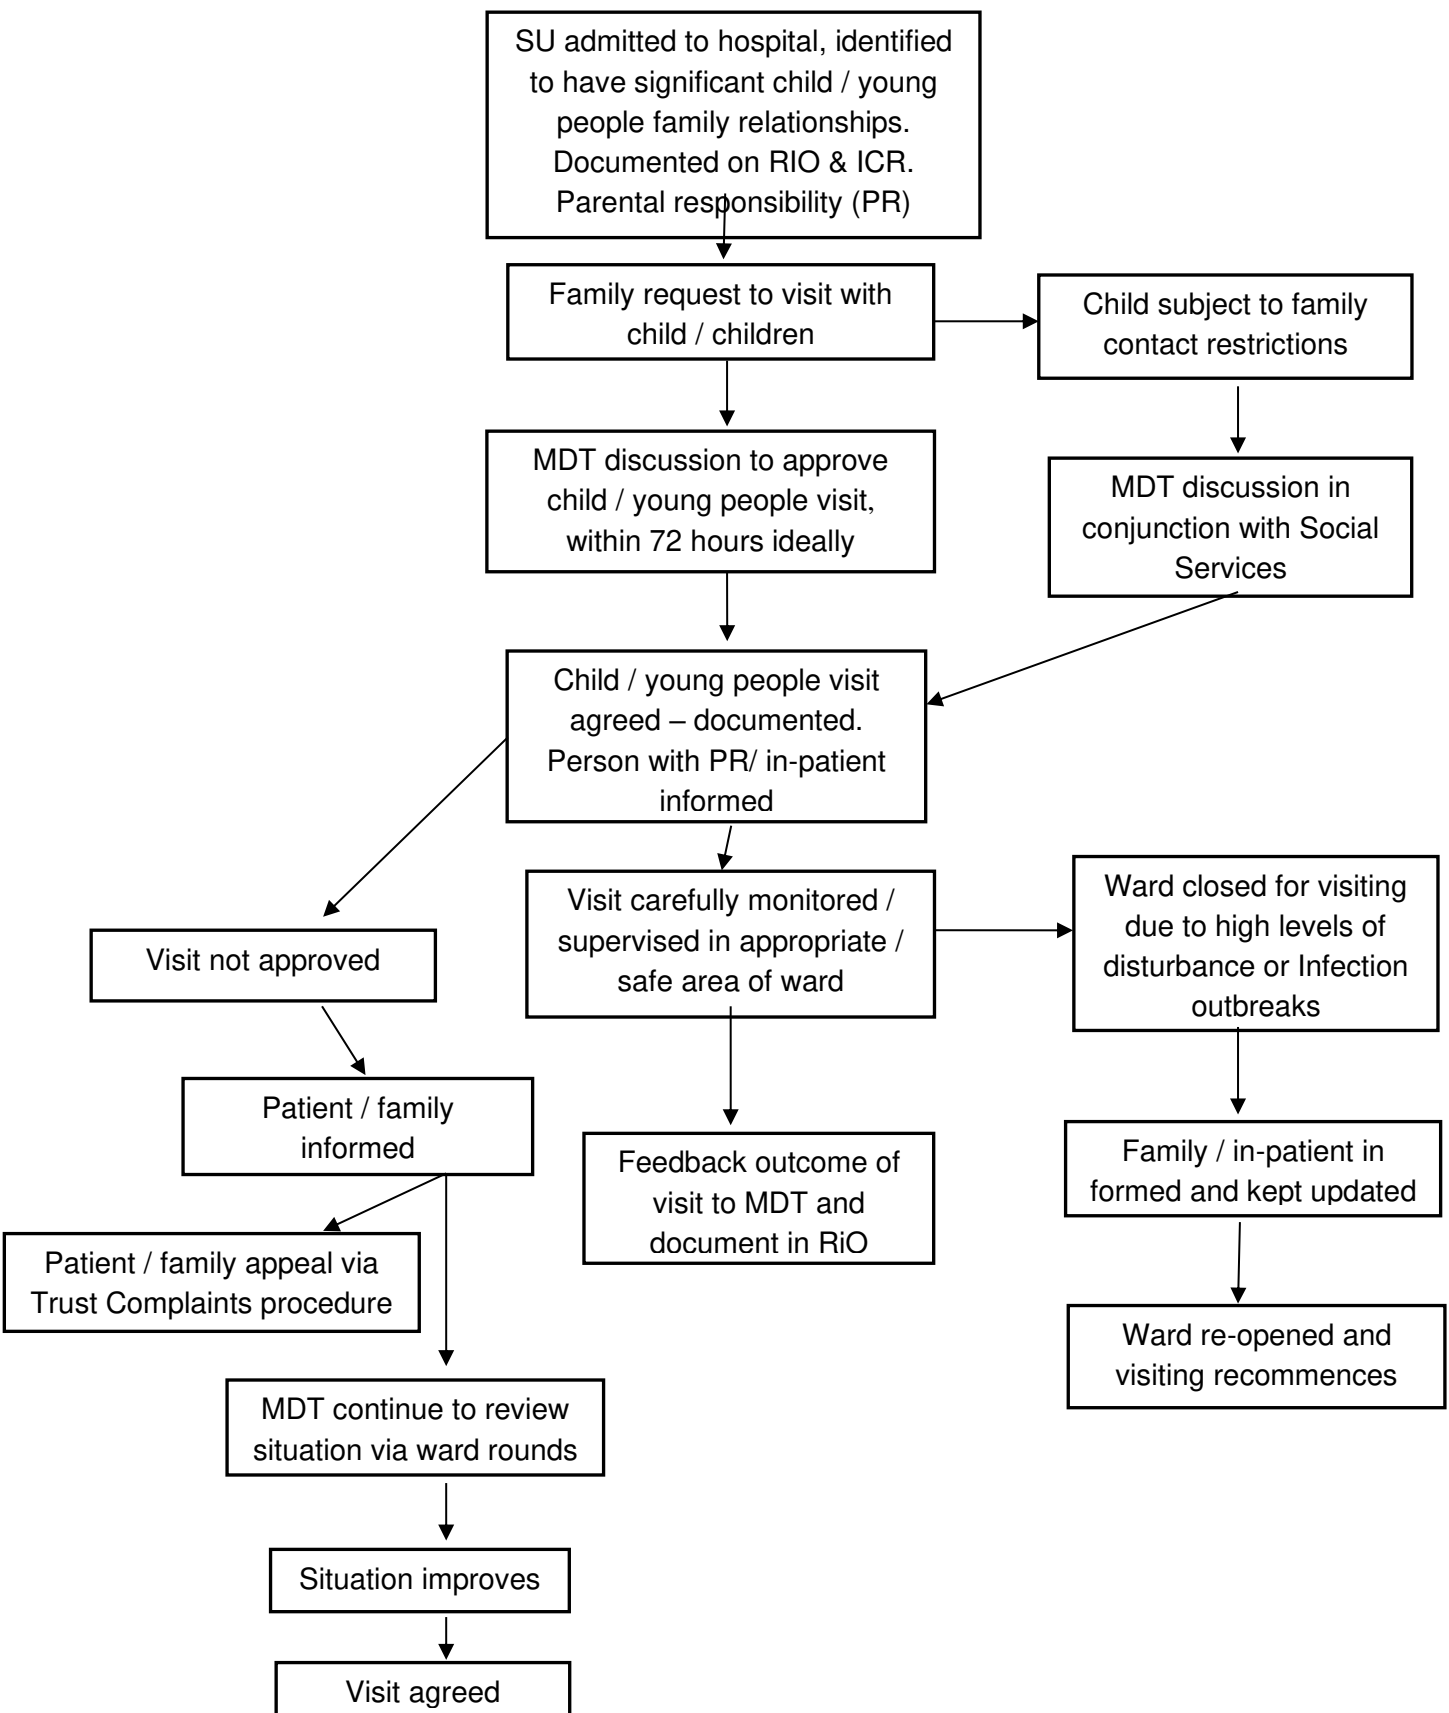 SU admitted to hospital, identified
to have significant child / young
people family relationships.
Documented on RIO & ICR.
Parental responsibility (PR)
Family request to visit with
child / children
Child subject to family
contact restrictions
MDT discussion to approve
child / young people visit,
within 72 hours ideally
MDT discussion in
conjunction with Social
Services
Child / young people visit
agreed – documented.
Person with PR/ in-patient
informed
Visit not approved
Visit carefully monitored /
supervised in appropriate /
safe area of ward
Ward closed for visiting
due to high levels of
disturbance or Infection
outbreaks
Patient / family
informed
Feedback outcome of
visit to MDT and
document in RiO
Family / in-patient in
formed and kept updated
Patient / family appeal via
Trust Complaints procedure
Ward re-opened and
visiting recommences
MDT continue to review
situation via ward rounds
Situation improves
Visit agreed